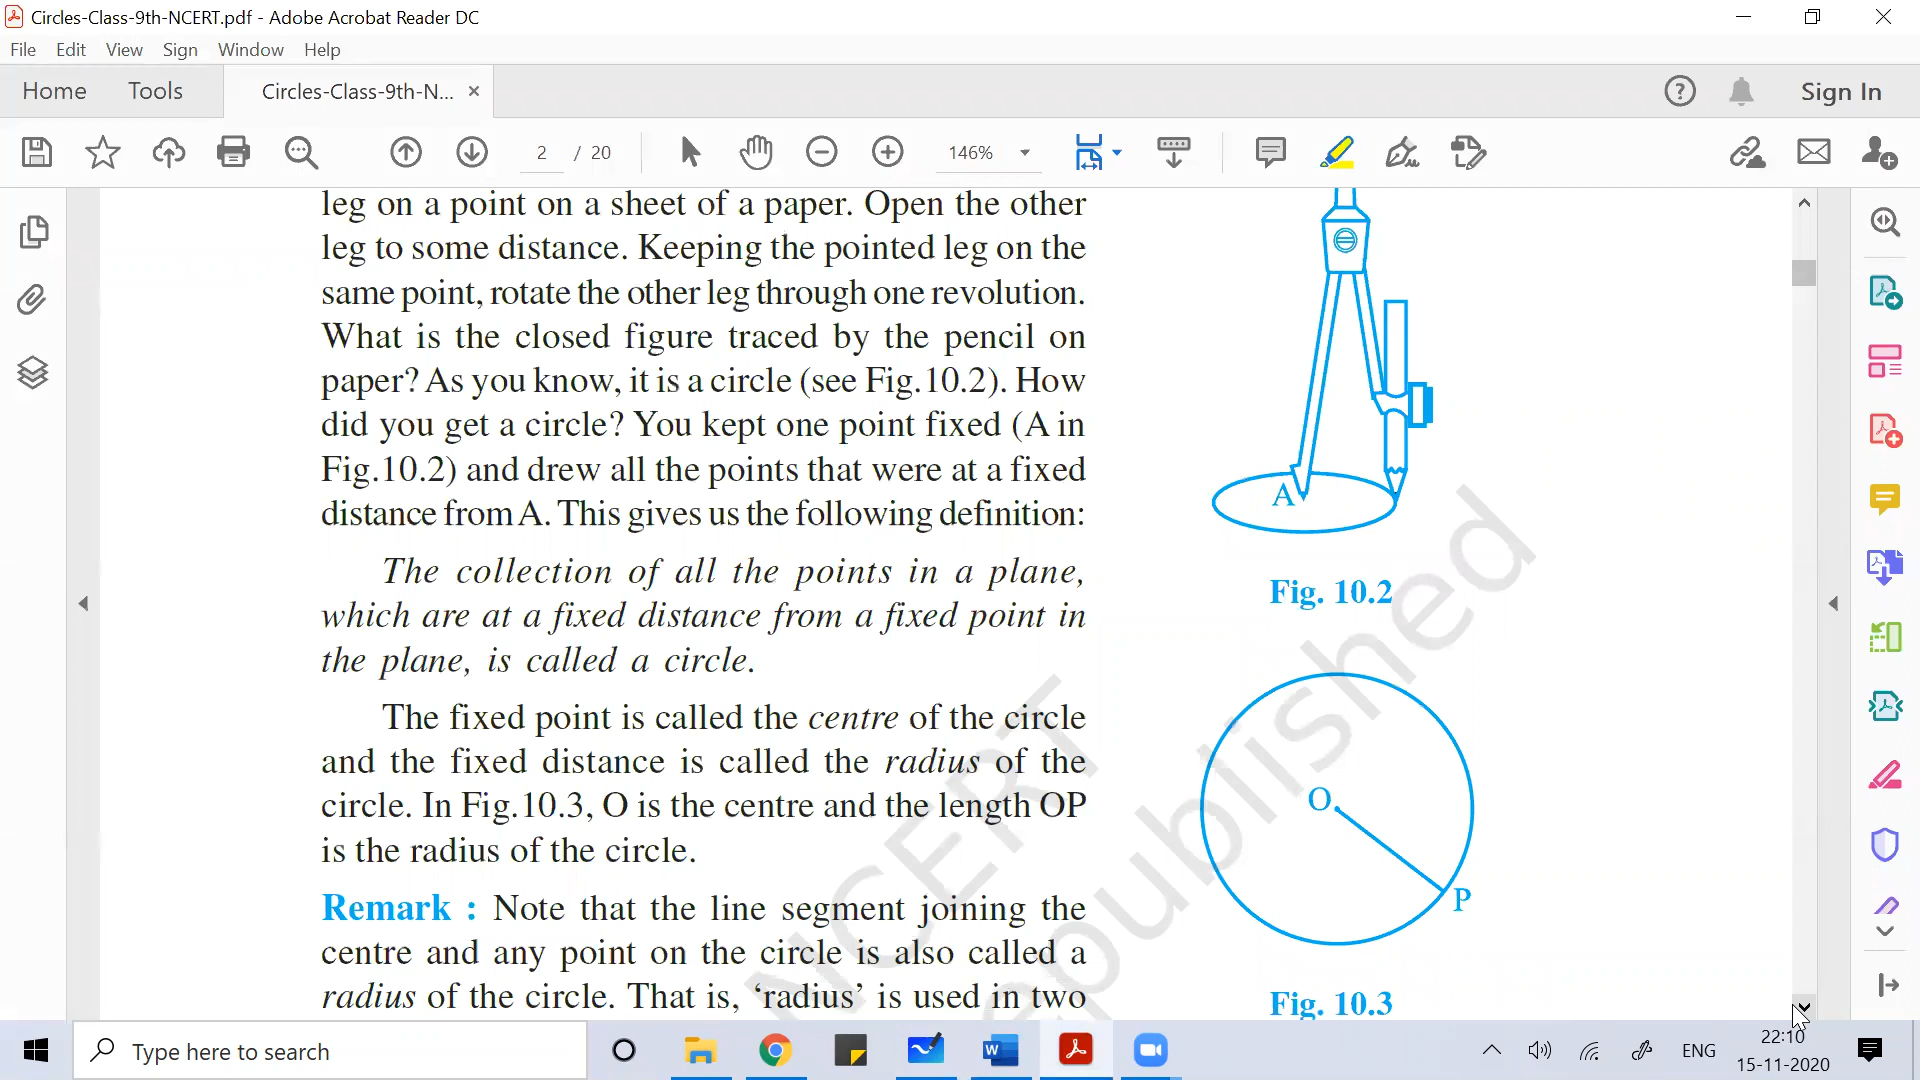 Circles-Class-9th-NCERT.pdf - Adobe Acrobat Reader DC
File Edit View Sign Window Help
Home Tools Circles-Class-9th-N... × Sign In
2 / 20 146%
leg on a point on a sheet of a paper. Open the other
leg to some distance. Keeping the pointed leg on the
same point, rotate the other leg through one revolution.
What is the closed figure traced by the pencil on
paper? As you know, it is a circle (see Fig.10.2). How
did you get a circle? You kept one point fixed (A in
Fig.10.2) and drew all the points that were at a fixed
distance from A. This gives us the following definition:
The collection of all the points in a plane,
which are at a fixed distance from a fixed point in
the plane, is called a circle.
The fixed point is called the centre of the circle
and the fixed distance is called the radius of the
circle. In Fig.10.3, O is the centre and the length OP
is the radius of the circle.
Remark : Note that the line segment joining the
centre and any point on the circle is also called a
radius of the circle. That is, ‘radius’ is used in two
A
Fig. 10.2
O
P
Fig. 10.3
NCERT
republished
Type here to search
ENG
22:10
15-11-2020